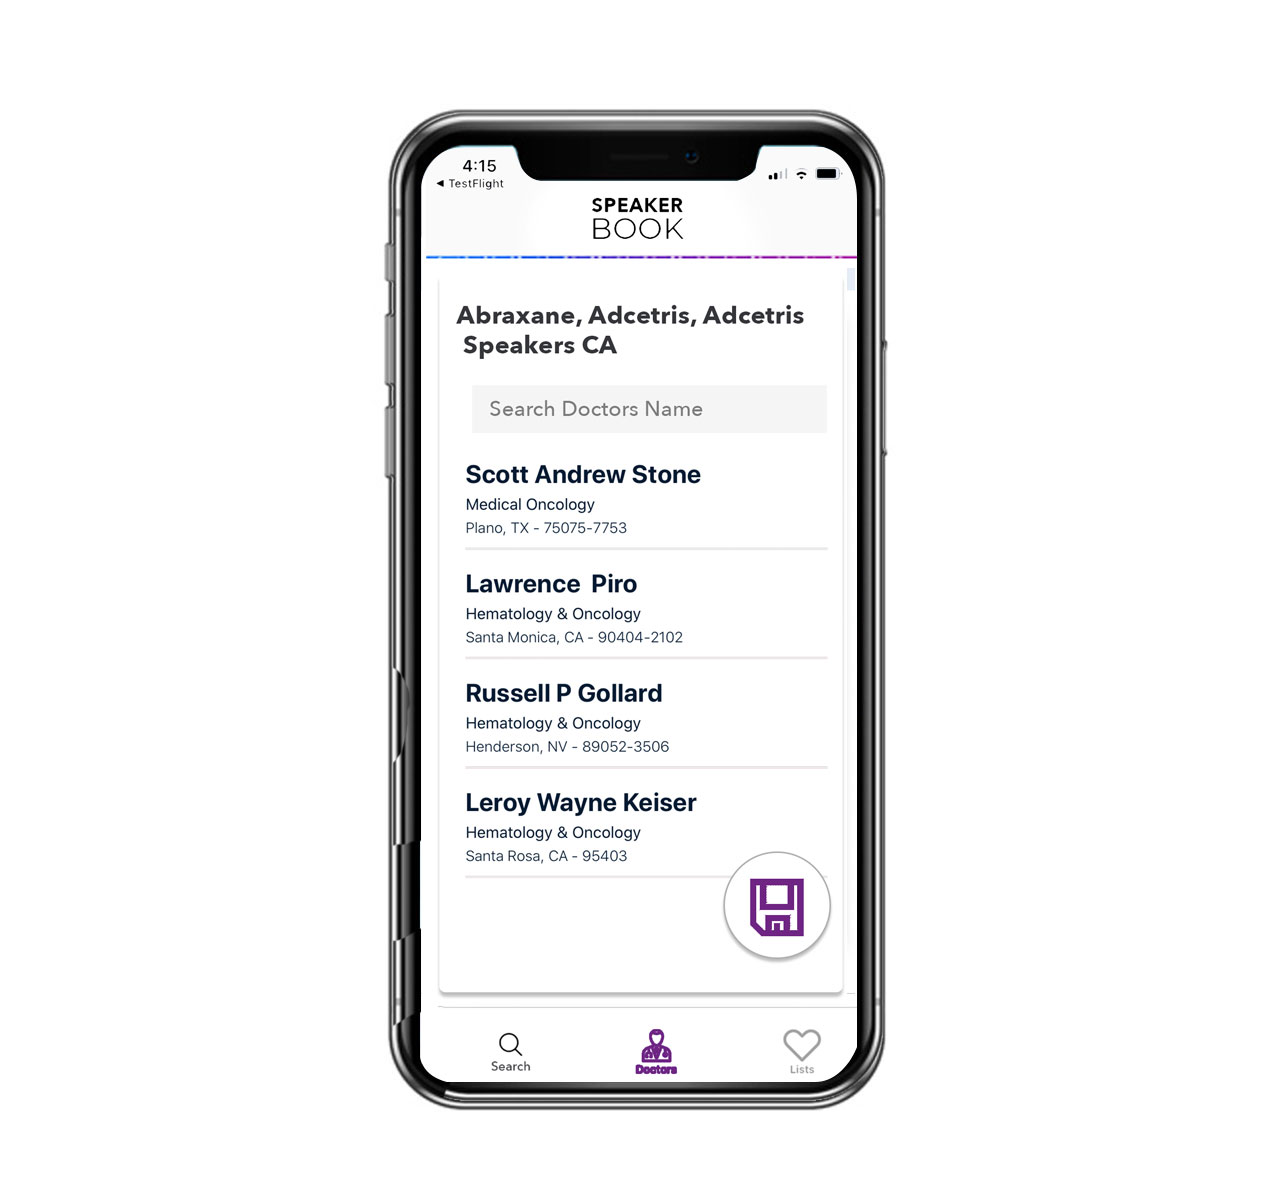 4:15
◀ TestFlight
SPEAKER
BOOK
Abraxane, Adcetris, Adcetris
Speakers CA
Search Doctors Name
Scott Andrew Stone
Medical Oncology
Plano, TX - 75075-7753
Lawrence  Piro
Hematology & Oncology
Santa Monica, CA - 90404-2102
Russell P Gollard
Hematology & Oncology
Henderson, NV - 89052-3506
Leroy Wayne Keiser
Hematology & Oncology
Santa Rosa, CA - 95403
Search
Doctors
Lists